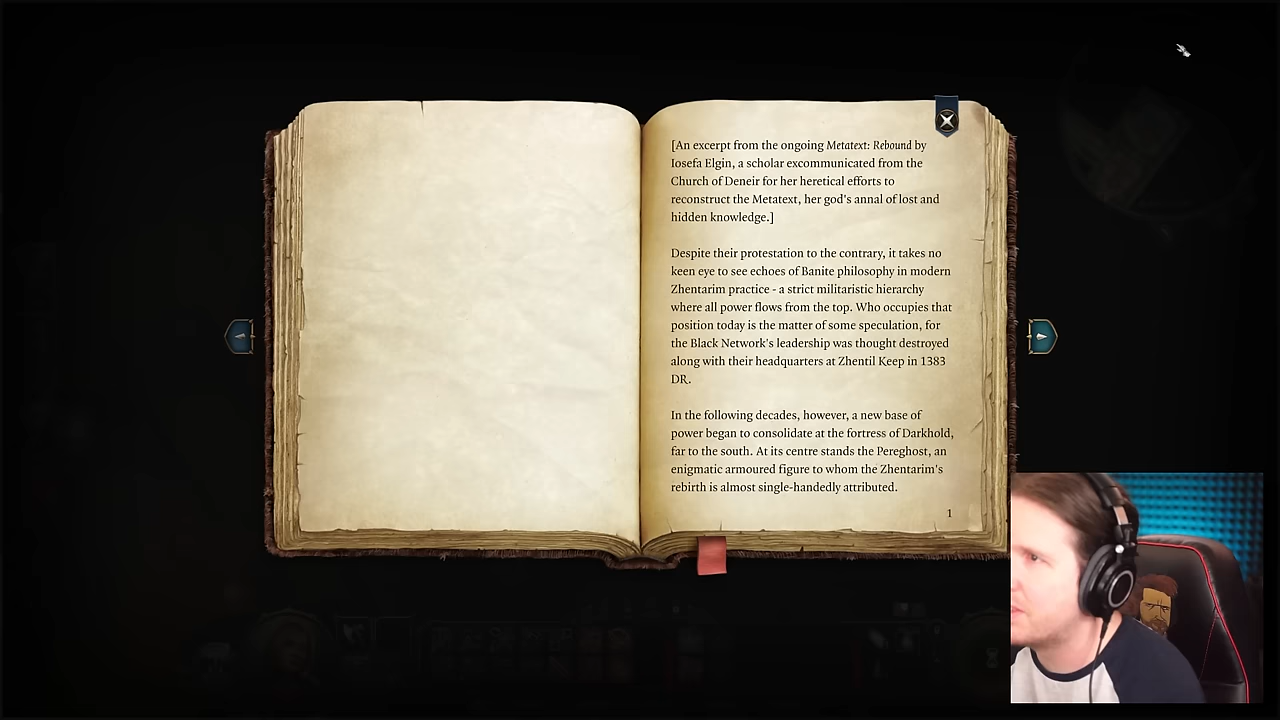 [An excerpt from the ongoing Metatext: Rebound by
Iosefa Elgin, a scholar excommunicated from the
Church of Deneir for her heretical efforts to
reconstruct the Metatext, her god's annal of lost and
hidden knowledge.]
Despite their protestation to the contrary, it takes no
keen eye to see echoes of Banite philosophy in modern
Zhentarim practice - a strict militaristic hierarchy
where all power flows from the top. Who occupies that
position today is the matter of some speculation, for
the Black Network's leadership was thought destroyed
along with their headquarters at Zhentil Keep in 1383
DR.
In the following decades, however, a new base of
power began to consolidate at the fortress of Darkhold,
far to the south. At its centre stands the Pereghost, an
enigmatic armoured figure to whom the Zhentarim's
rebirth is almost single-handedly attributed.
1